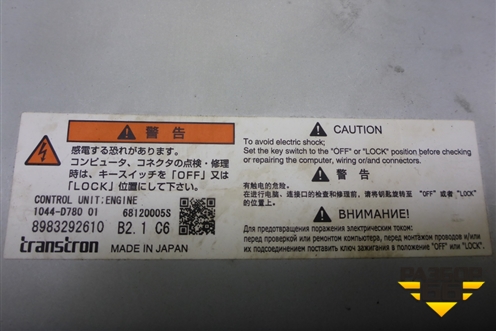 警告
感電する恐れがあります。
コンピュータ、コネクタの点検・修理
時は、キースイッチを「OFF」又は
「LOCK」位置にして下さい。
CONTROL UNIT:ENGINE
1044-D780 01 68I20005S
8983292610 B2.1 C6
transtron MADE IN JAPAN
CAUTION
To avoid electric shock;
Set the key switch to the "OFF" or "LOCK" position before checking
or repairing the computer, wiring or/and connectors.
警告
有触电的危险。
在进行电脑、连接口的检查和修理前，请将钥匙旋转至 "OFF" 或者 "LOCK"
的位置上。
ВНИМАНИЕ!
Для предотвращения поражения электрическим током:
перед проверкой или ремонтом компьютера, перед монтажом проводов и/или
их подсоединением поставьте ключ зажигания в положение "OFF" или "LOCK".
РАЗБОР